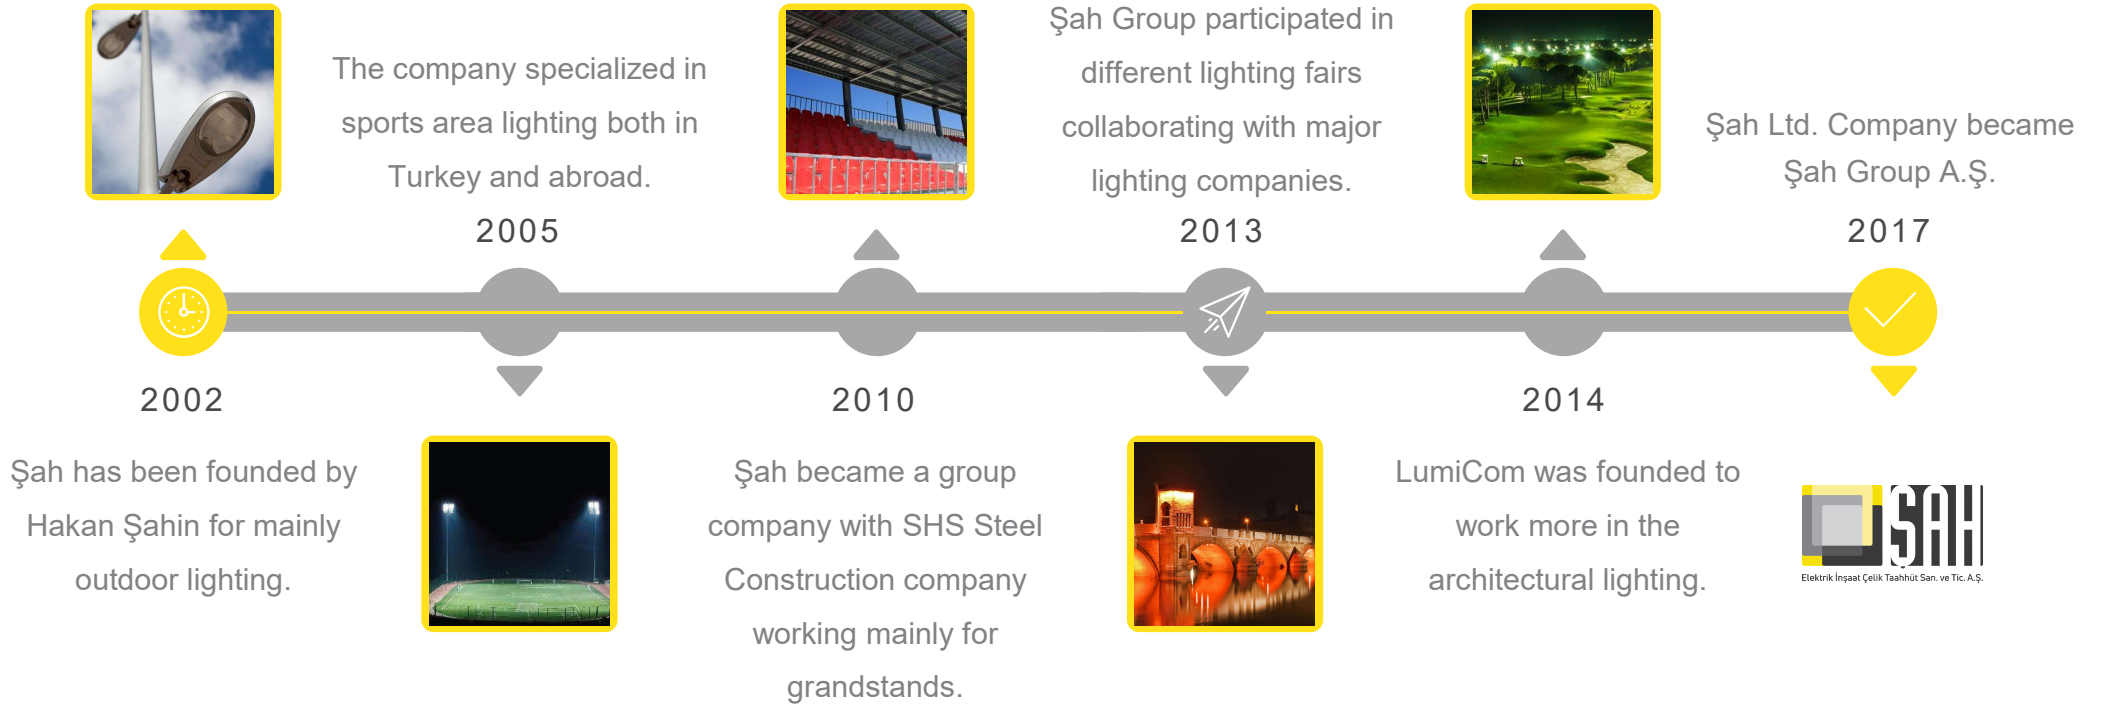 The company specialized in
sports area lighting both in
Turkey and abroad.
2005
Şah Group participated in
different lighting fairs
collaborating with major
lighting companies.
2013
Şah Ltd. Company became
Şah Group A.Ş.
2017
2002
Şah has been founded by
Hakan Şahin for mainly
outdoor lighting.
2010
Şah became a group
company with SHS Steel
Construction company
working mainly for
grandstands.
2014
LumiCom was founded to
work more in the
architectural lighting.
ŞAH
Elektrik İnşaat Çelik Taahhüt San. ve Tic. A.Ş.